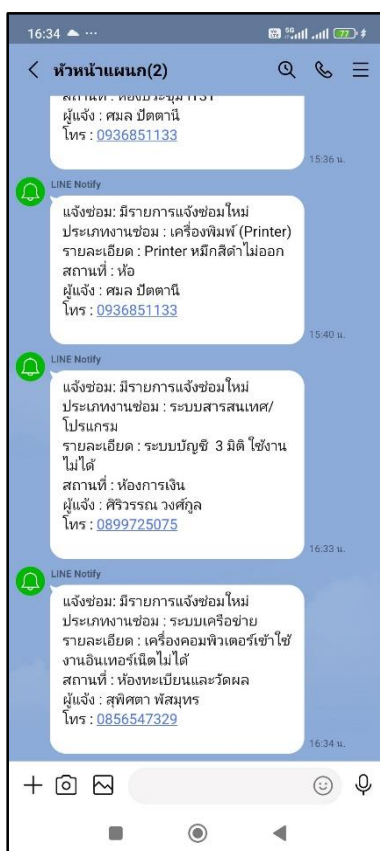 16:34
5G
77
หัวหน้าแผนก(2)
สถานที่ : ห้องประชุม1131
ผู้แจ้ง : ศมล ปัตตานี
โทร : 0936851133
15:36 น.
LINE Notify
แจ้งซ่อม: มีรายการแจ้งซ่อมใหม่
ประเภทงานซ่อม : เครื่องพิมพ์ (Printer)
รายละเอียด : Printer หมึกสีดำไม่ออก
สถานที่ : ห้อ
ผู้แจ้ง : ศมล ปัตตานี
โทร : 0936851133
15:40 น.
LINE Notify
แจ้งซ่อม: มีรายการแจ้งซ่อมใหม่
ประเภทงานซ่อม : ระบบสารสนเทศ/
โปรแกรม
รายละเอียด : ระบบบัญชี 3 มิติ ใช้งาน
ไม่ได้
สถานที่ : ห้องการเงิน
ผู้แจ้ง : ศิริวรรณ วงศ์กูล
โทร : 0899725075
16:33 น.
LINE Notify
แจ้งซ่อม: มีรายการแจ้งซ่อมใหม่
ประเภทงานซ่อม : ระบบเครือข่าย
รายละเอียด : เครื่องคอมพิวเตอร์เข้าใช้
งานอินเทอร์เน็ตไม่ได้
สถานที่ : ห้องทะเบียนและวัดผล
ผู้แจ้ง : สุพิศตา พัสมุทร
โทร : 0856547329
16:34 น.